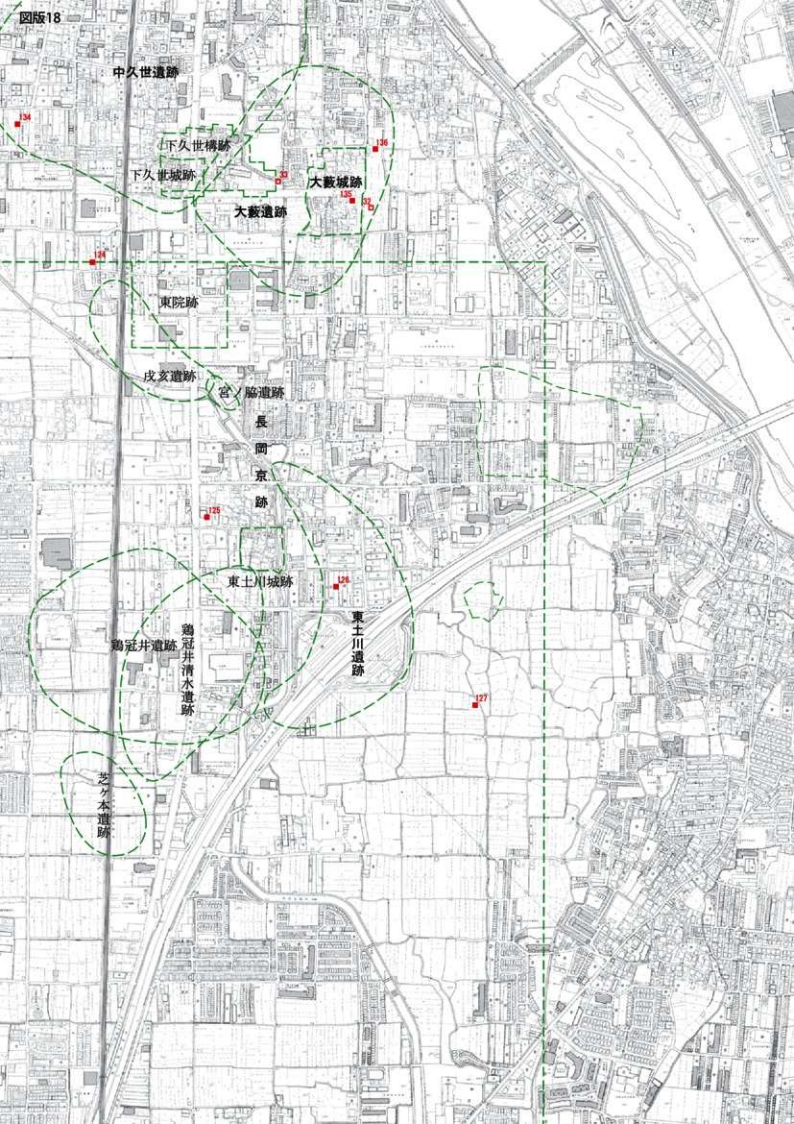 図版18
中久世遺跡
134
下久世構跡
136
下久世城跡
33
大藪城跡
135
32
大藪遺跡
124
東院跡
戌亥遺跡
宮ノ脇遺跡
長岡京跡
125
東土川城跡
126
東土川遺跡
鶏冠井遺跡
鶏冠井清水遺跡
127
芝ヶ本遺跡